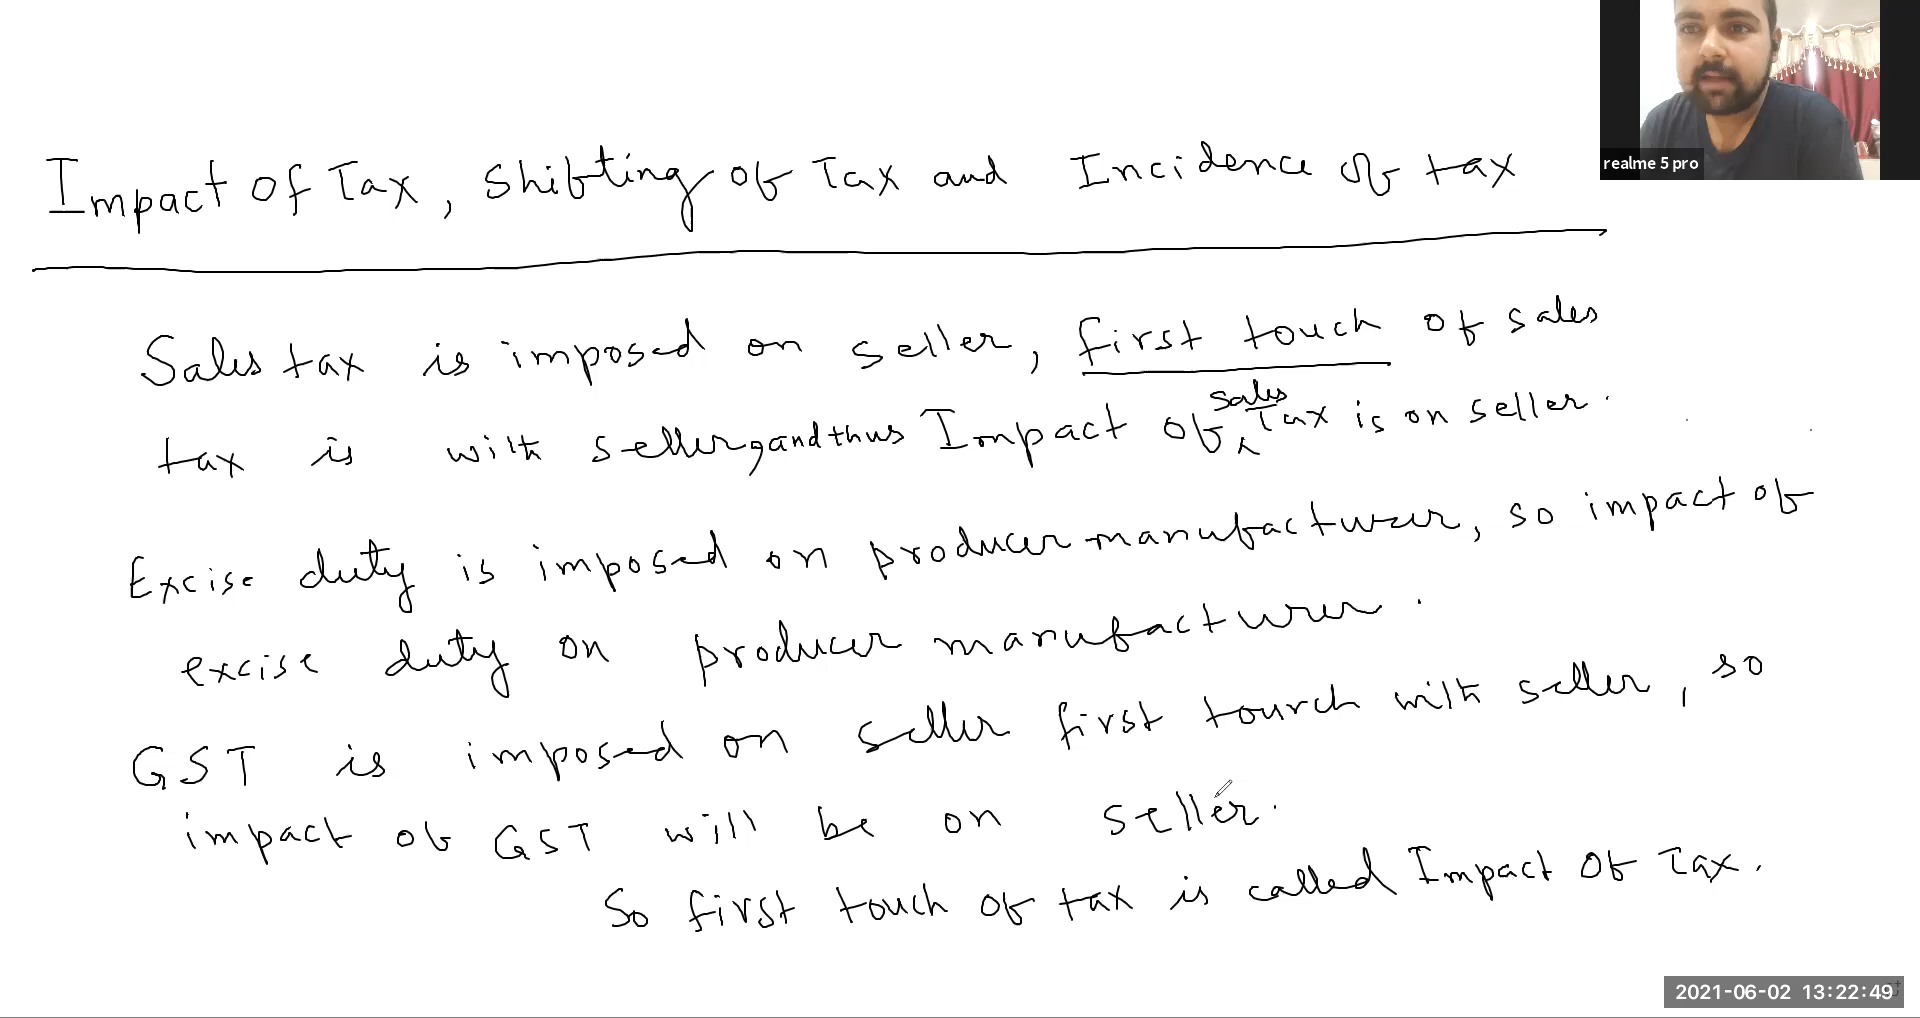 Impact of Tax, Shifting of Tax and Incidence of tax
realme 5 pro
Sales tax is imposed on seller, first touch of sales
tax is with seller, and thus Impact of sales Tax is on seller.
Excise duty is imposed on producer manufacturer, so impact of
excise duty on producer manufacturer.
GST is imposed on seller first tourch with seller, so
impact of GST will be on seller.
So first touch of tax is called Impact Of Tax.
2021-06-02 13:22:49